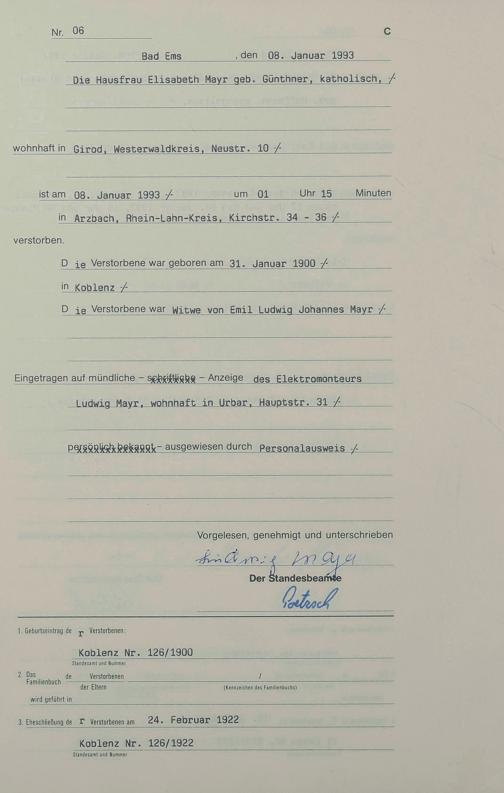 Nr. 06 C
Bad Ems , den 08. Januar 1993
Die Hausfrau Elisabeth Mayr geb. Günthner, katholisch, ⁄
wohnhaft in Girod, Westerwaldkreis, Neustr. 10 ⁄
ist am 08. Januar 1993 ⁄ um 01 Uhr 15 Minuten
in Arzbach, Rhein-Lahn-Kreis, Kirchstr. 34 - 36 ⁄
verstorben.
D ie Verstorbene war geboren am 31. Januar 1900 ⁄
in Koblenz ⁄
D ie Verstorbene war Witwe von Emil Ludwig Johannes Mayr ⁄
Eingetragen auf mündliche – schriftliche – Anzeige des Elektromonteurs
Ludwig Mayr, wohnhaft in Urbar, Hauptstr. 31 ⁄
persönlich bekannt – ausgewiesen durch Personalausweis ⁄
Vorgelesen, genehmigt und unterschrieben
Ludwig Mayr
Der Standesbeamte
Poetzsch
1. Geburtseintrag de r Verstorbenen:
Koblenz Nr. 126/1900
Standesamt und Nummer
2. Das Familienbuch de Verstorbenen /
der Eltern (Kennzeichen des Familienbuchs)
wird geführt in
3. Eheschließung de r Verstorbenen am 24. Februar 1922
Koblenz Nr. 126/1922
Standesamt und Nummer